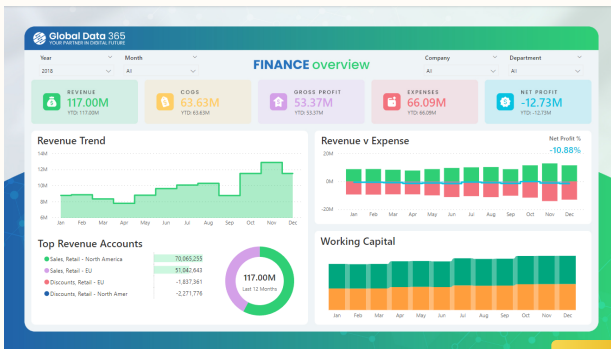 Global Data 365
YOUR PARTNER IN DIGITAL FUTURE
Year
2018
Month
All
FINANCE overview
Company
All
Department
All
REVENUE
117.00M
YTD: 117.00M
COGS
63.63M
YTD: 63.63M
GROSS PROFIT
53.37M
YTD: 53.37M
EXPENSES
66.09M
YTD: 66.09M
NET PROFIT
-12.73M
YTD: -12.73M
Revenue Trend
14M
12M
10M
8M
6M
Jan Feb Mar Apr May Jun Jul Aug Sep Oct Nov Dec
Revenue v Expense
Net Profit %
-10.88%
20M
0M
-20M
Jan Feb Mar Apr May Jun Jul Aug Sep Oct Nov Dec
Top Revenue Accounts
Sales, Retail - North America 70,065,255
Sales, Retail - EU 51,042,643
Discounts, Retail - EU -1,837,361
Discounts, Retail - North Amer -2,271,776
117.00M
Last 12 Months
Working Capital
Jan Feb Mar Apr May Jun Jul Aug Sep Oct Nov Dec